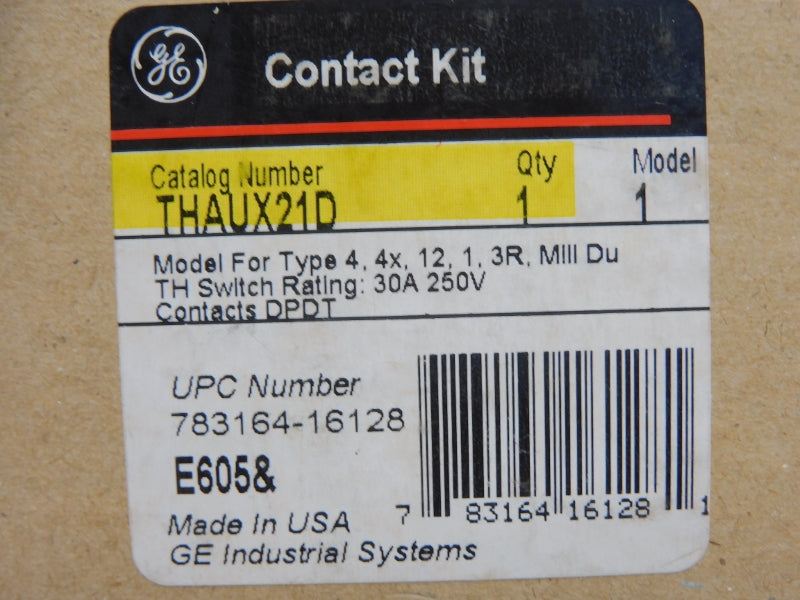 GE Contact Kit
Catalog Number Qty Model
THAUX21D 1 1
Model For Type 4, 4x, 12, 1, 3R, Mill Du
TH Switch Rating: 30A 250V
Contacts DPDT
UPC Number
783164-16128
E605&
Made In USA
GE Industrial Systems
7 83164 16128 1